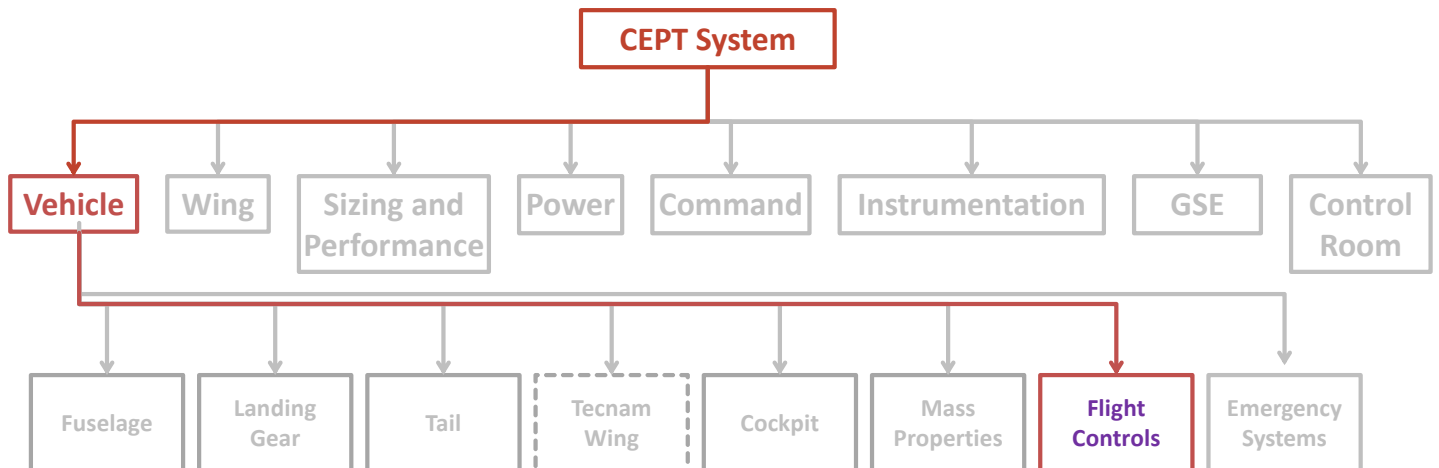 CEPT System
Vehicle
Wing
Sizing and
Performance
Power
Command
Instrumentation
GSE
Control
Room
Fuselage
Landing
Gear
Tail
Tecnam
Wing
Cockpit
Mass
Properties
Flight
Controls
Emergency
Systems